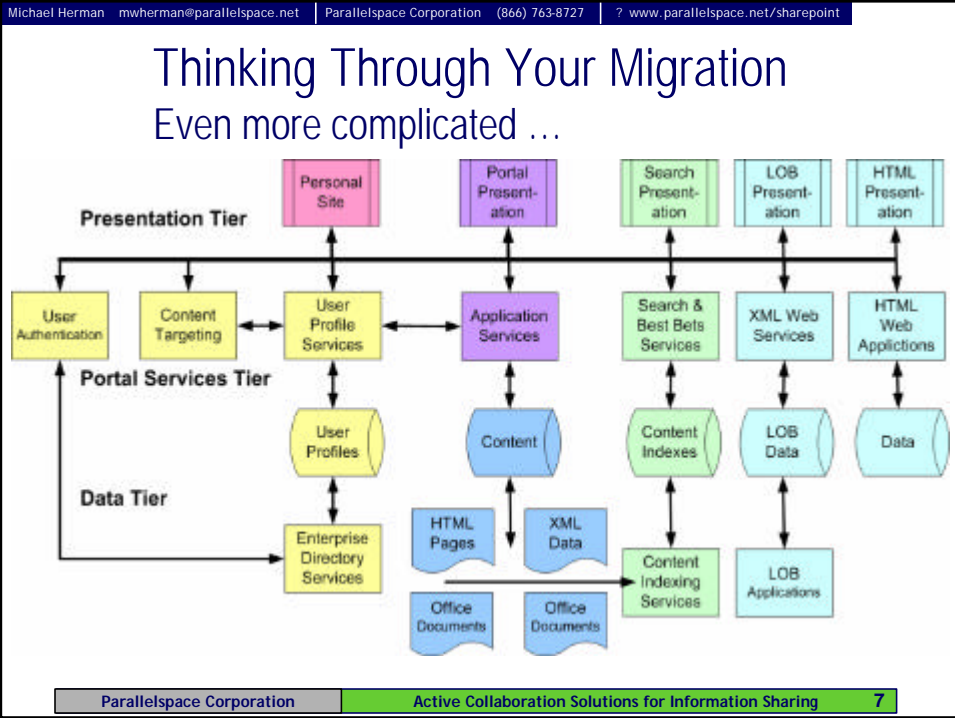 Michael Herman mwherman@parallelspace.net Parallelspace Corporation (866) 763-8727 ? www.parallelspace.net/sharepoint
Thinking Through Your Migration
Even more complicated …
Personal
Site
Portal
Present-
ation
Search
Present-
ation
LOB
Present-
ation
HTML
Present-
ation
Presentation Tier
User
Authentication
Content
Targeting
User
Profile
Services
Application
Services
Search &
Best Bets
Services
XML Web
Services
HTML
Web
Applictions
Portal Services Tier
User
Profiles
Content
Content
Indexes
LOB
Data
Data
Data Tier
Enterprise
Directory
Services
HTML
Pages
XML
Data
Office
Documents
Office
Documents
Content
Indexing
Services
LOB
Applications
Parallelspace Corporation
Active Collaboration Solutions for Information Sharing 7